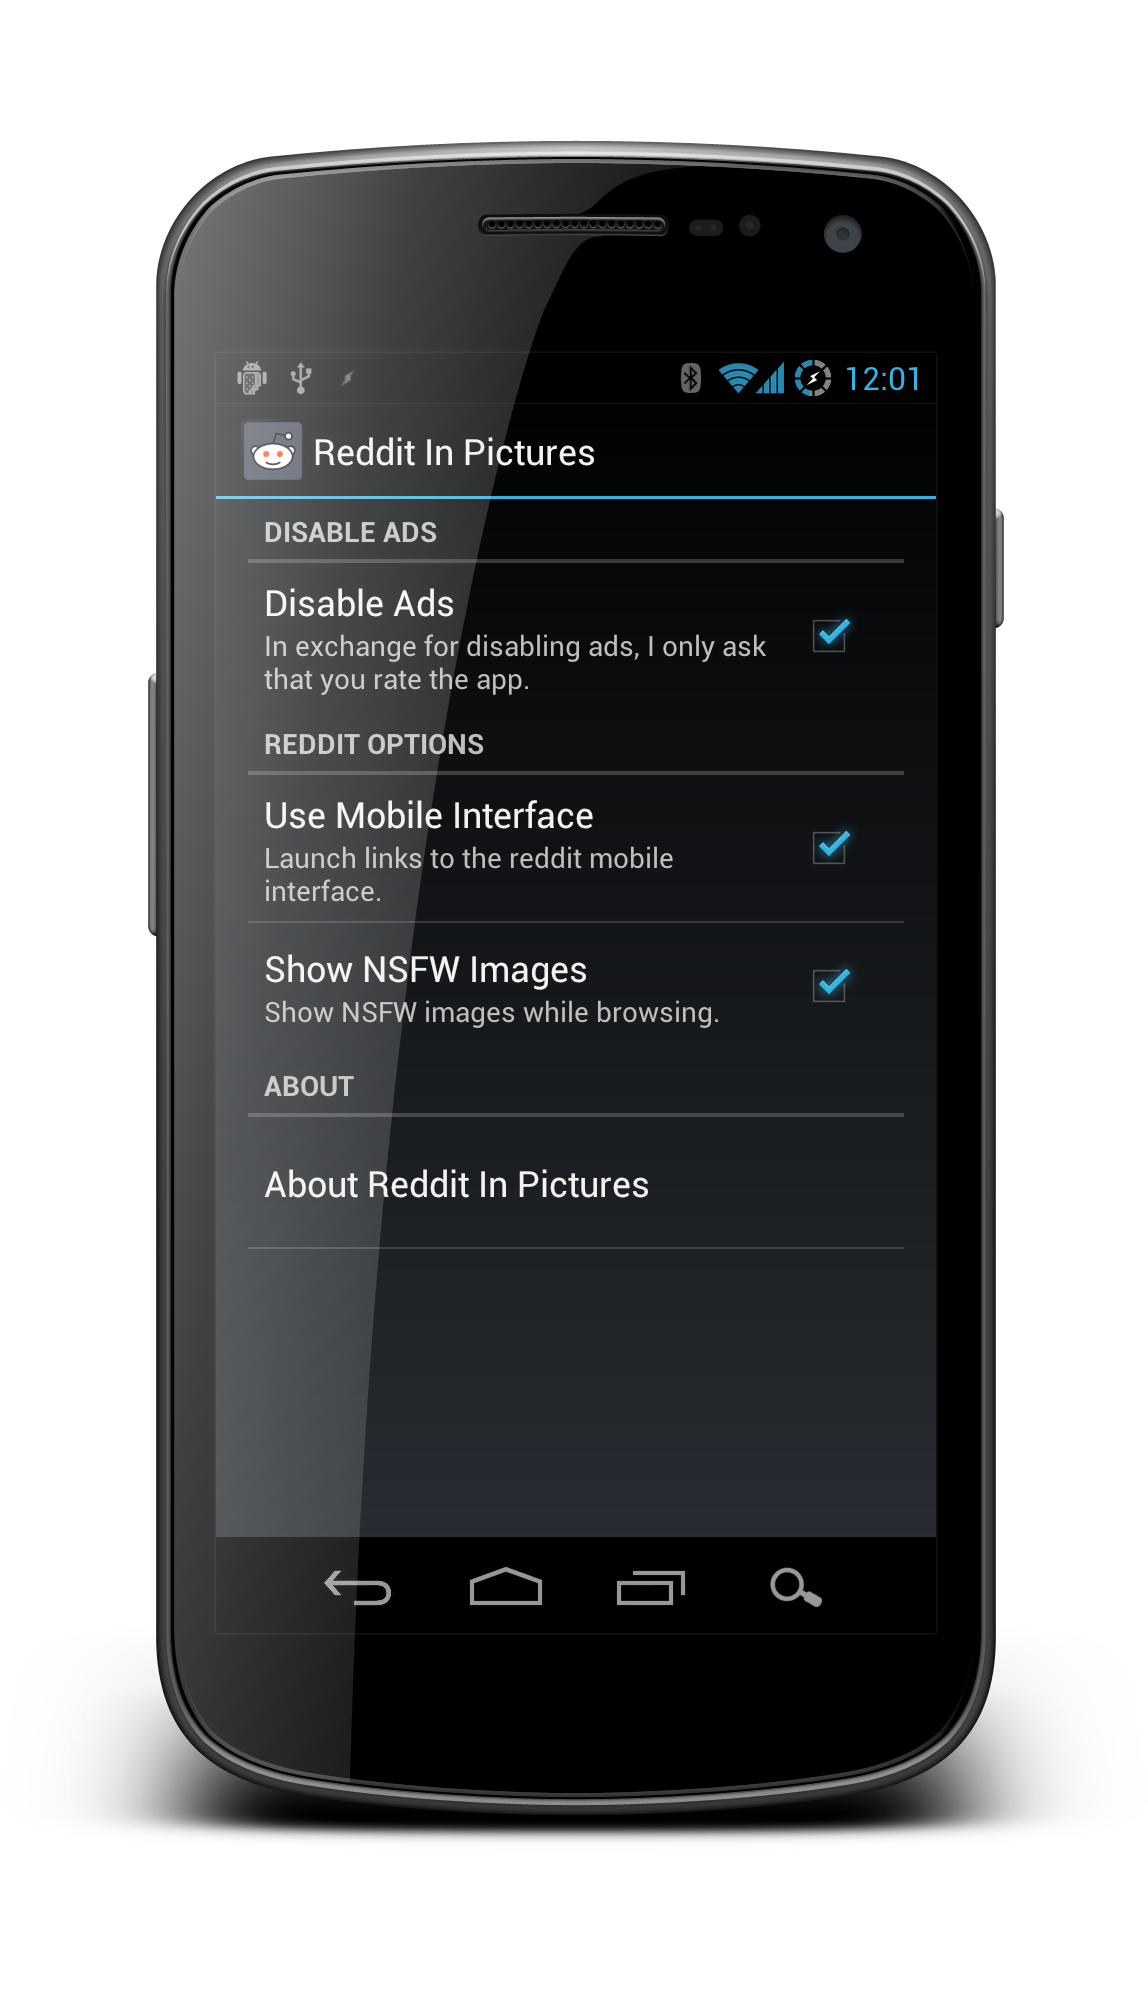 12:01
Reddit In Pictures
DISABLE ADS
Disable Ads
In exchange for disabling ads, I only ask
that you rate the app.
REDDIT OPTIONS
Use Mobile Interface
Launch links to the reddit mobile
interface.
Show NSFW Images
Show NSFW images while browsing.
ABOUT
About Reddit In Pictures